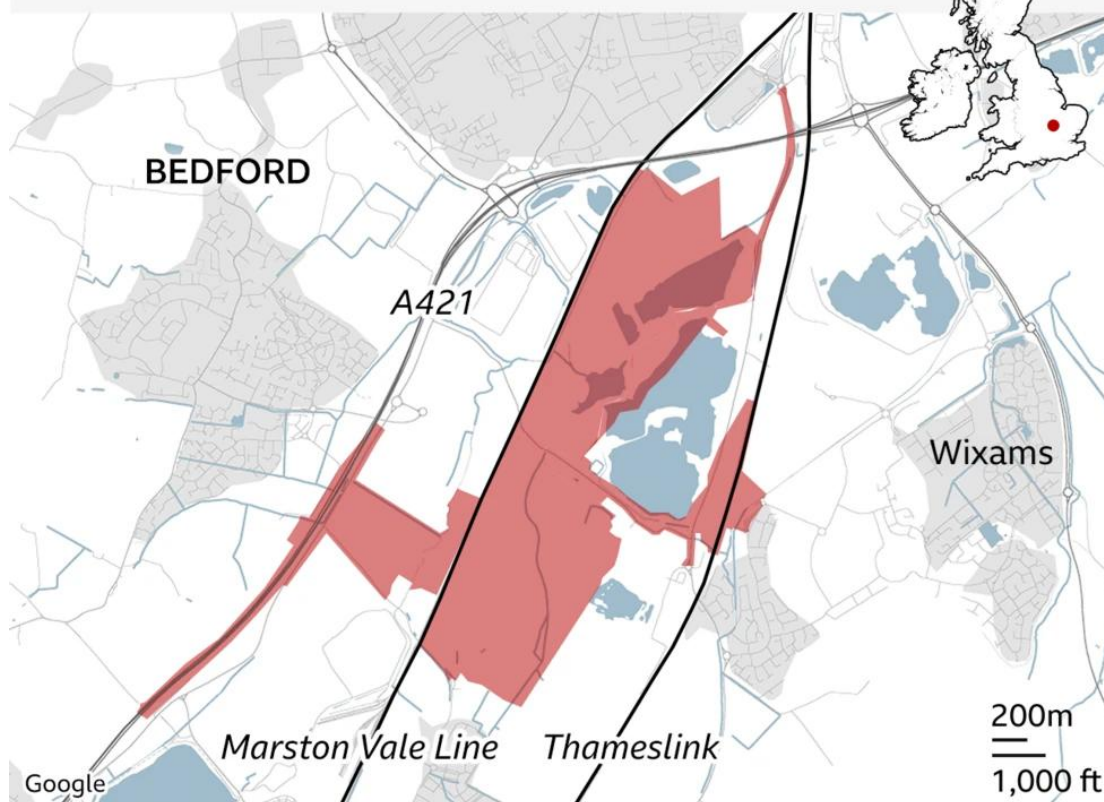 BEDFORD
A421
Wixams
200m
Marston Vale Line
Thameslink
1,000 ft
Google